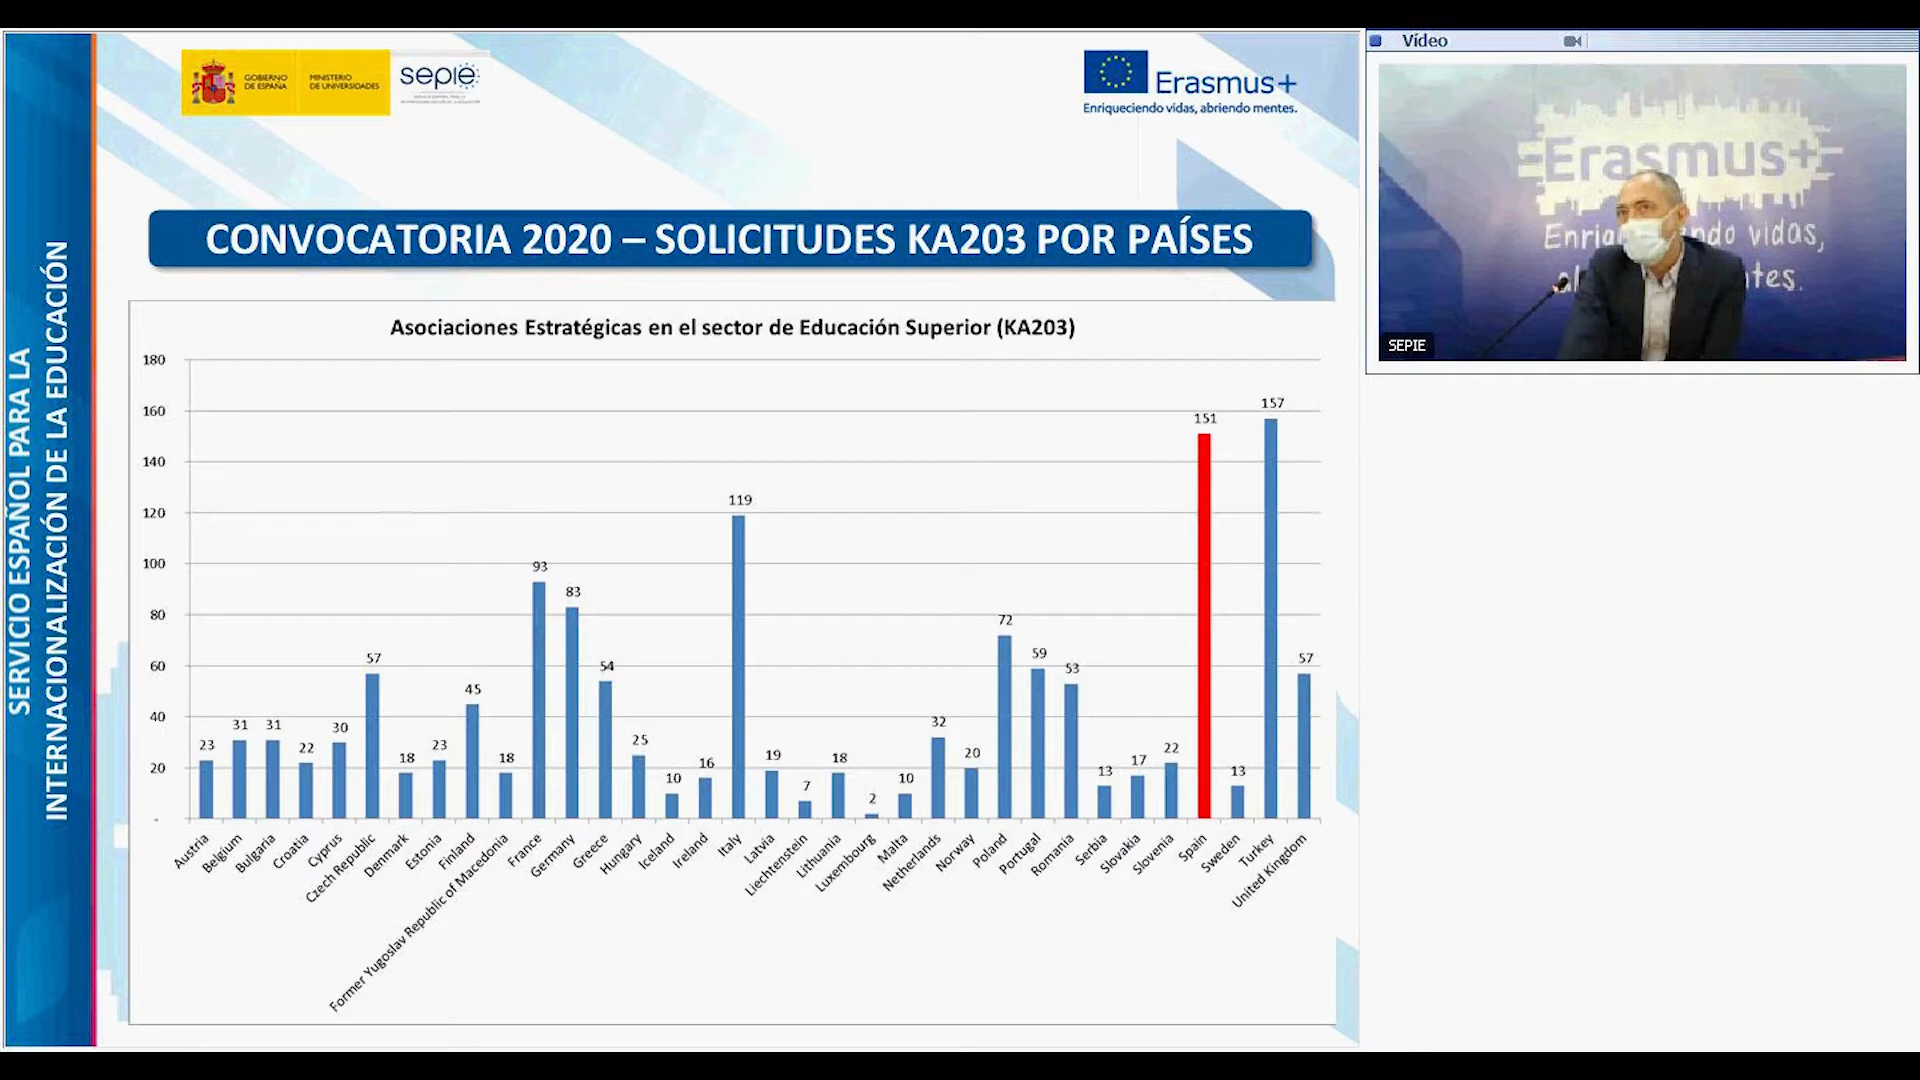 GOBIERNO
DE ESPAÑA
MINISTERIO
DE UNIVERSIDADES
sepie
Erasmus+
Enriqueciendo vidas, abriendo mentes.
SERVICIO ESPAÑOL PARA LA
INTERNACIONALIZACIÓN DE LA EDUCACIÓN
CONVOCATORIA 2020 – SOLICITUDES KA203 POR PAÍSES
Asociaciones Estratégicas en el sector de Educación Superior (KA203)
180
160
140
120
100
80
60
40
20
-
23
31
31
22
30
57
18
23
45
18
93
83
54
25
10
16
119
19
7
18
2
10
32
20
72
59
53
13
17
22
151
13
157
57
Austria
Belgium
Bulgaria
Croatia
Cyprus
Czech Republic
Denmark
Estonia
Finland
Former Yugoslav Republic of Macedonia
France
Germany
Greece
Hungary
Iceland
Ireland
Italy
Latvia
Liechtenstein
Lithuania
Luxembourg
Malta
Netherlands
Norway
Poland
Portugal
Romania
Serbia
Slovakia
Slovenia
Spain
Sweden
Turkey
United Kingdom
Vídeo
Erasmus+
vidas,
SEPIE